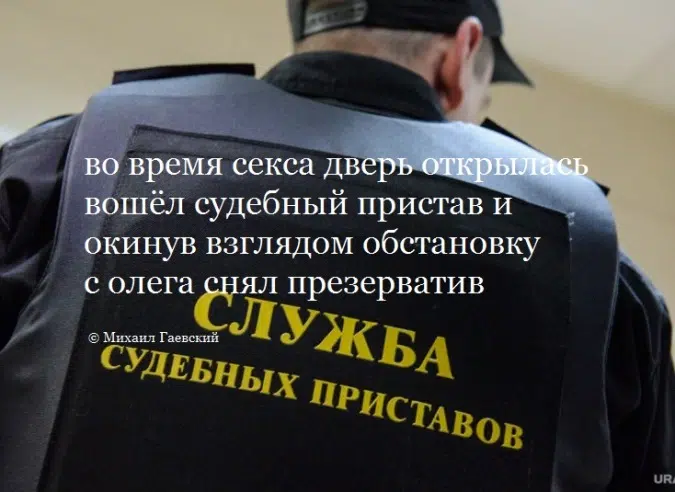 во время секса дверь открылась
вошёл судебный пристав и
окинув взглядом обстановку
с олега снял презерватив
© Михаил Гаевский
СЛУЖБА
СУДЕБНЫХ ПРИСТАВОВ